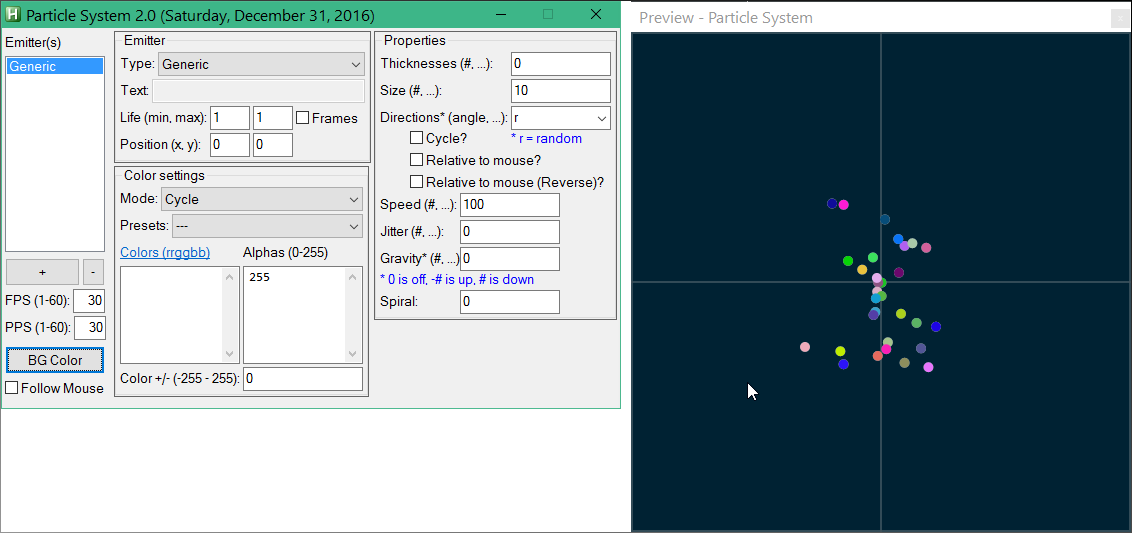 H Particle System 2.0 (Saturday, December 31, 2016)
Preview - Particle System
Emitter(s)
Generic
+ -
FPS (1-60): 30
PPS (1-60): 30
BG Color
Follow Mouse
Emitter
Type: Generic
Text:
Life (min, max): 1 1 Frames
Position (x, y): 0 0
Color settings
Mode: Cycle
Presets: ---
Colors (rrggbb) Alphas (0-255)
255
Color +/- (-255 - 255): 0
Properties
Thicknesses (#, ...): 0
Size (#, ...): 10
Directions* (angle, ...): r
Cycle? * r = random
Relative to mouse?
Relative to mouse (Reverse)?
Speed (#, ...): 100
Jitter (#, ...): 0
Gravity* (#, ...) 0
* 0 is off, -# is up, # is down
Spiral: 0